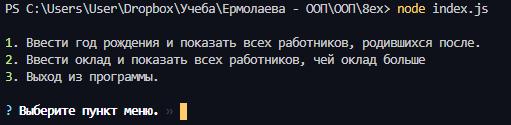 PS C:\Users\User\Dropbox\Учеба\Ермолаева - ООП\ООП\8ex> node index.js
1. Ввести год рождения и показать всех работников, родившихся после.
2. Ввести оклад и показать всех работников, чей оклад больше
3. Выход из программы.
? Выберите пункт меню. »